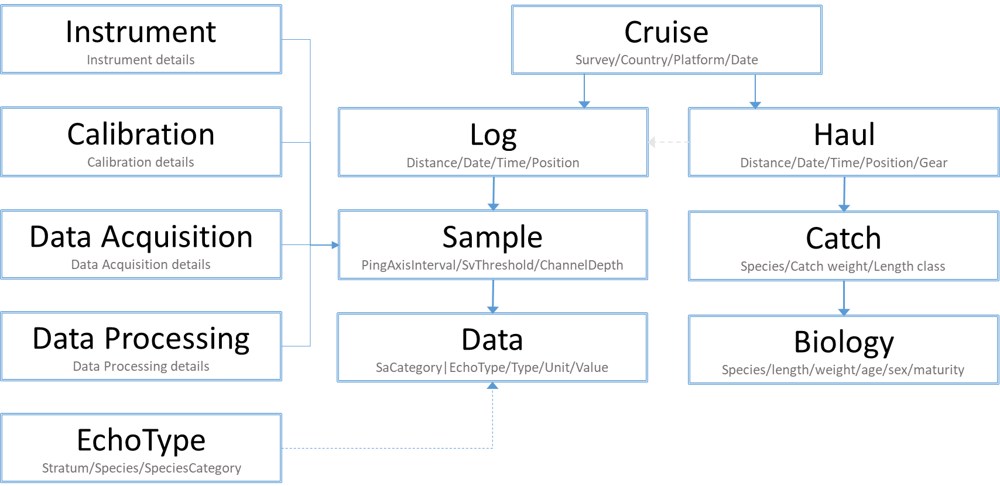 Instrument
Instrument details
Cruise
Survey/Country/Platform/Date
Calibration
Calibration details
Log
Distance/Date/Time/Position
Haul
Distance/Date/Time/Position/Gear
Data Acquisition
Data Acquisition details
Sample
PingAxisInterval/SvThreshold/ChannelDepth
Catch
Species/Catch weight/Length class
Data Processing
Data Processing details
Data
SaCategory|EchoType/Type/Unit/Value
Biology
Species/length/weight/age/sex/maturity
EchoType
Stratum/Species/SpeciesCategory